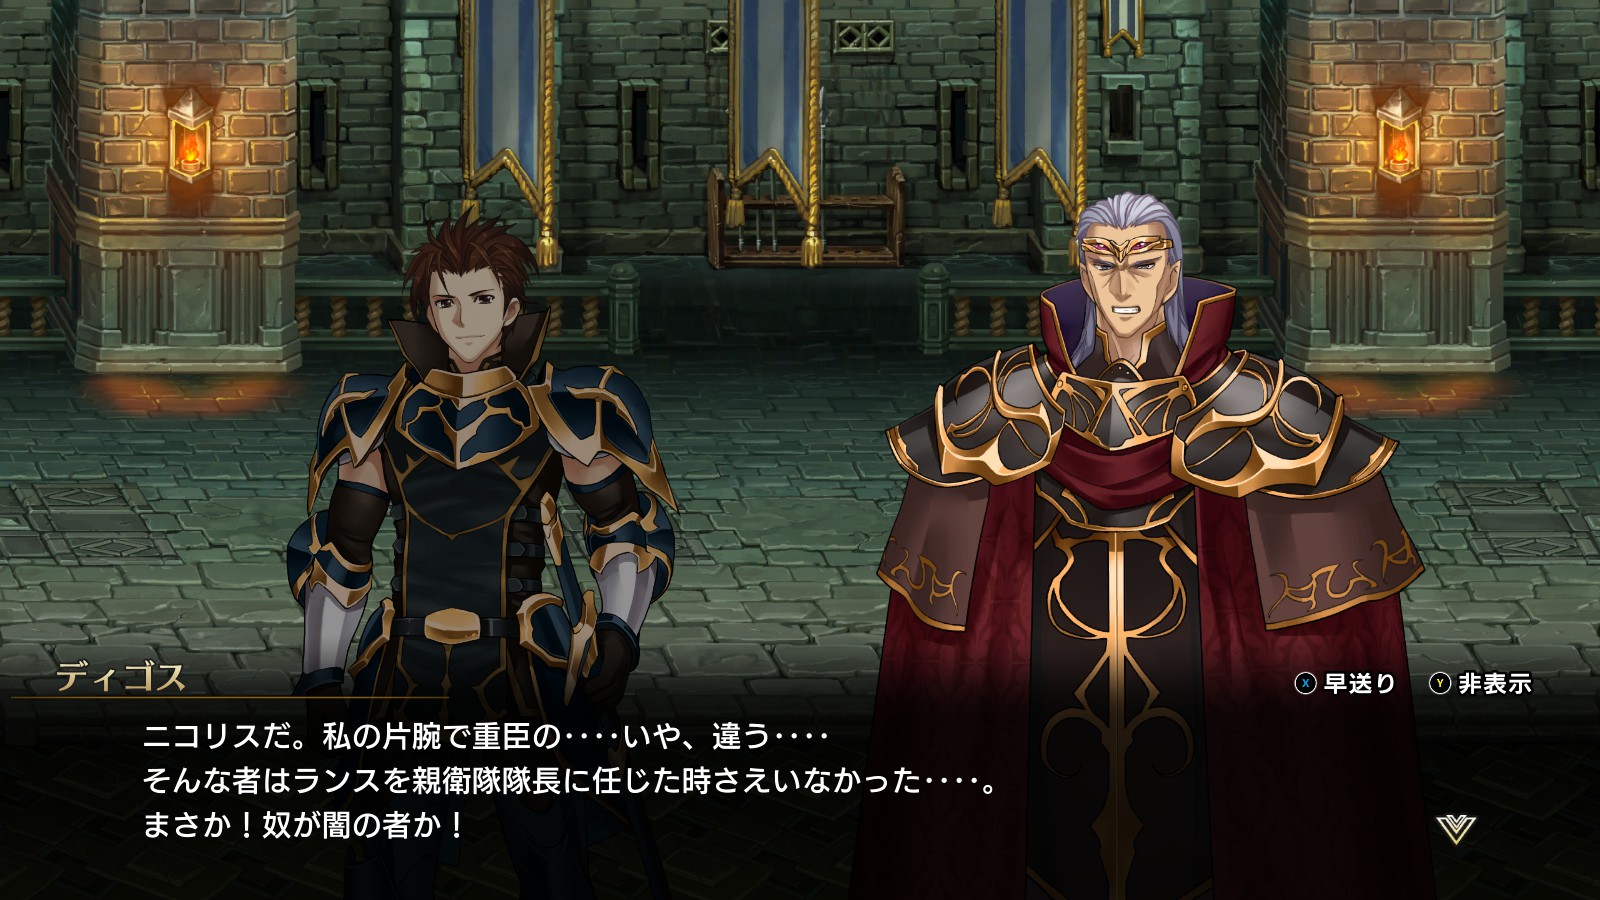 ディゴス
X 早送り Y 非表示
ニコリスだ。私の片腕で重臣の‥‥いや、違う‥‥
そんな者はランスを親衛隊隊長に任じた時さえいなかった‥‥。
まさか！奴が闇の者か！